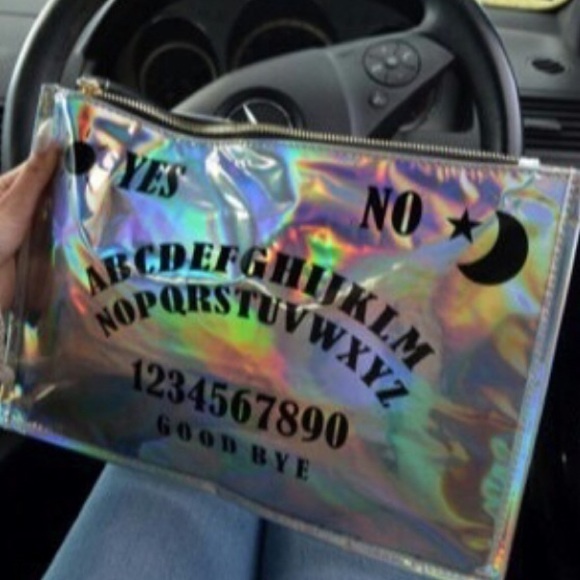 YES NO
ABCDEFGHIJKLM
NOPQRSTUVWXYZ
1234567890
GOOD BYE